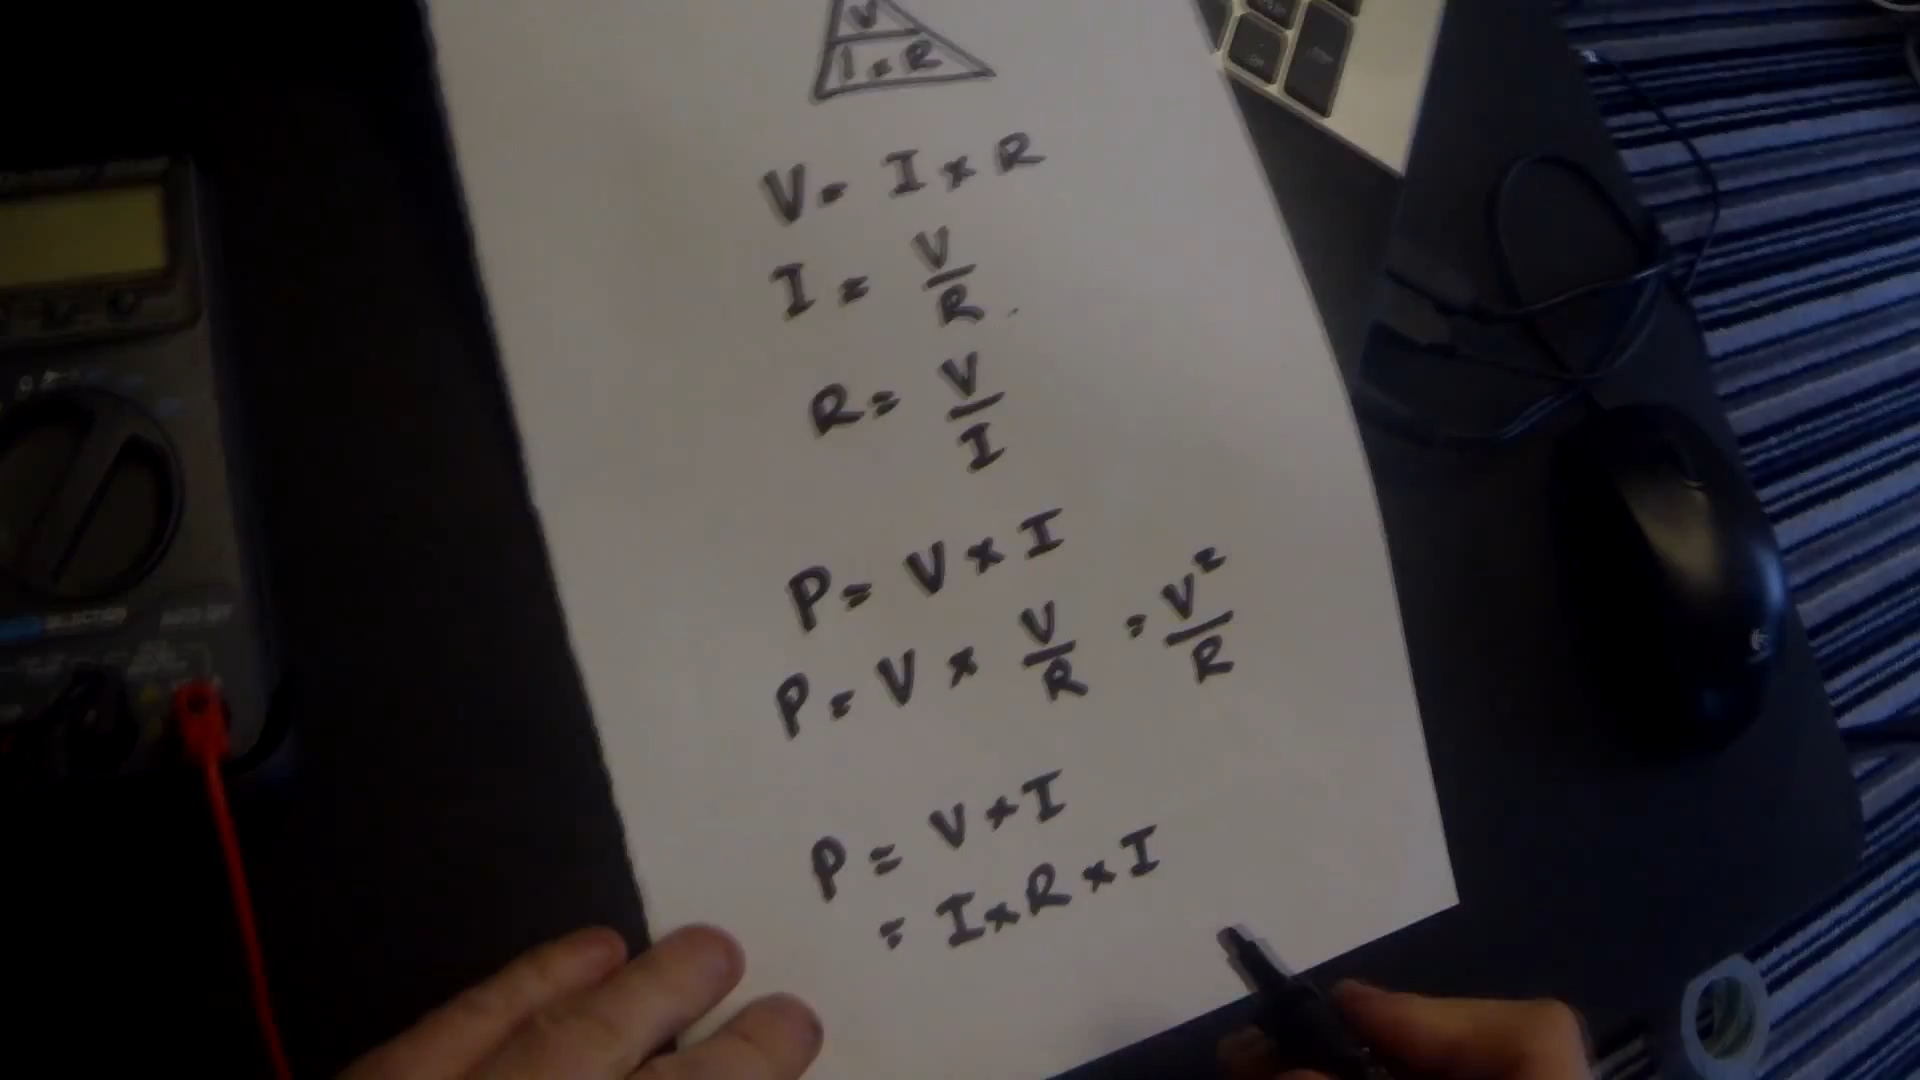 V
I × R
V = I × R
I = V/R
R = V/I
P = V × I
P = V × V/R = V²/R
P = V × I
= I × R × I